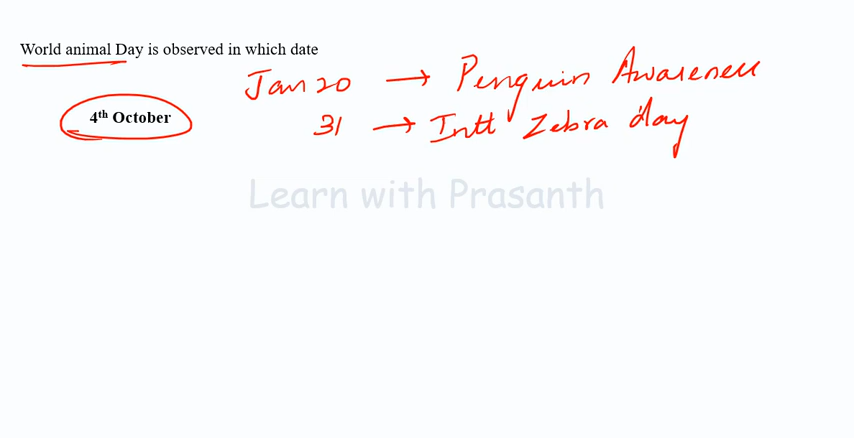 World animal Day is observed in which date
Jan 20 → Penguin Awareness
4th October
31 → Intl Zebra day
Learn with Prasanth